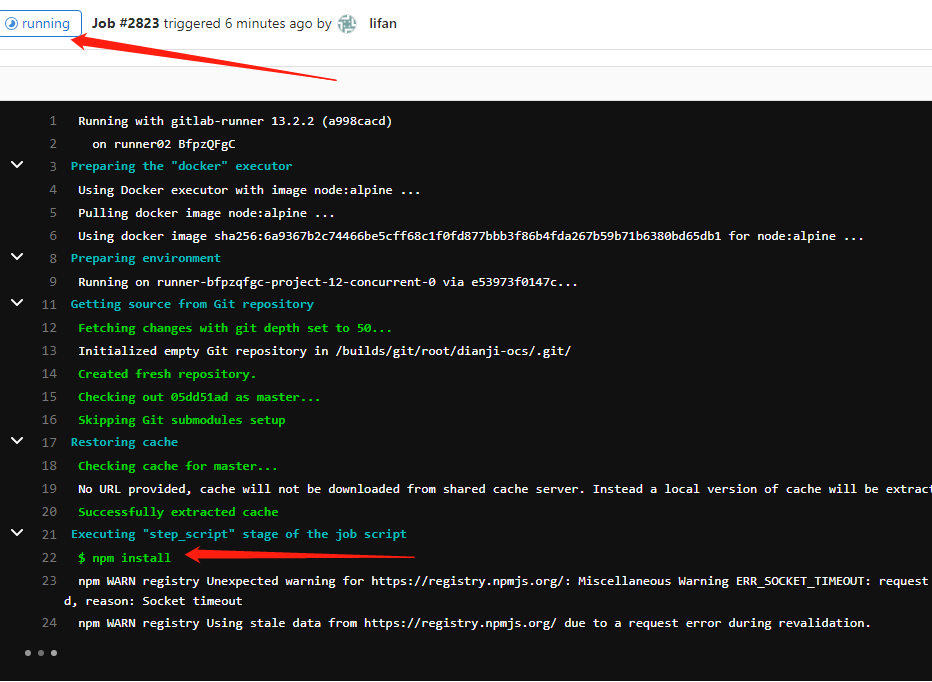 running Job #2823 triggered 6 minutes ago by lifan
1 Running with gitlab-runner 13.2.2 (a998cacd)
2 on runner02 BfpzQFgC
3 Preparing the "docker" executor
4 Using Docker executor with image node:alpine ...
5 Pulling docker image node:alpine ...
6 Using docker image sha256:6a9367b2c74466be5cff68c1f0fd877bbb3f86b4fda267b59b71b6380bd65db1 for node:alpine ...
8 Preparing environment
9 Running on runner-bfpzqfgc-project-12-concurrent-0 via e53973f0147c...
11 Getting source from Git repository
12 Fetching changes with git depth set to 50...
13 Initialized empty Git repository in /builds/git/root/dianji-ocs/.git/
14 Created fresh repository.
15 Checking out 05dd51ad as master...
16 Skipping Git submodules setup
17 Restoring cache
18 Checking cache for master...
19 No URL provided, cache will not be downloaded from shared cache server. Instead a local version of cache will be extract
20 Successfully extracted cache
21 Executing "step_script" stage of the job script
22 $ npm install
23 npm WARN registry Unexpected warning for https://registry.npmjs.org/: Miscellaneous Warning ERR_SOCKET_TIMEOUT: request
d, reason: Socket timeout
24 npm WARN registry Using stale data from https://registry.npmjs.org/ due to a request error during revalidation.